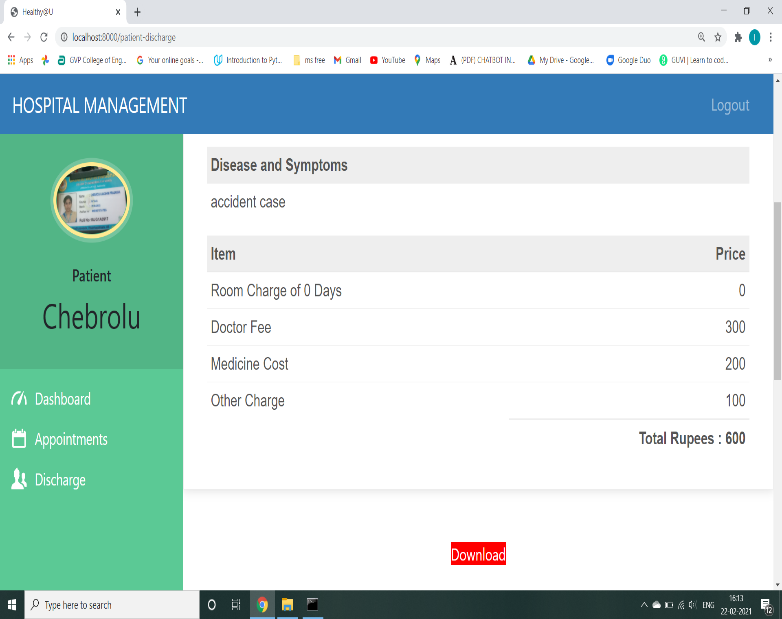 Healthy@U
localhost:8000/patient-discharge
Apps GVP College of Eng... Your online goals -... Introduction to Pyt... ms free Gmail YouTube Maps (PDF) CHATBOT IN... My Drive - Google... Google Duo GUVI | Learn to cod... »
HOSPITAL MANAGEMENT
Logout
Patient
Chebrolu
Dashboard
Appointments
Discharge
Disease and Symptoms
accident case
Item Price
Room Charge of 0 Days 0
Doctor Fee 300
Medicine Cost 200
Other Charge 100
Total Rupees : 600
Download
Type here to search
ENG
16:13
22-02-2021
12